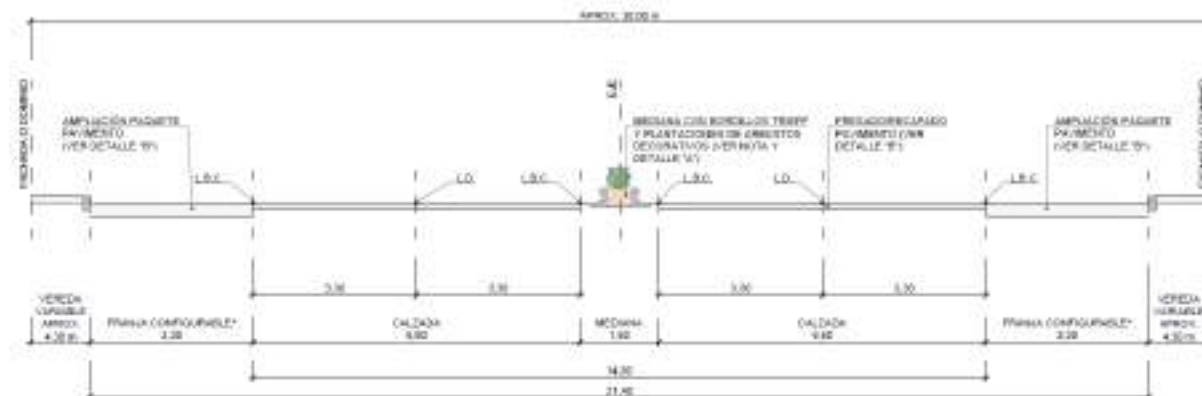 APROX. 30.00 m
EJE
AMPLIACIÓN PAQUETE
PAVIMENTO
(VER DETALLE 'B')
MEDIANA CON BORDILLOS
Y PLANTACIONES DE ARBUSTOS
DECORATIVOS (VER NOTA Y
DETALLE 'A')
FRESADO/RECAPADO
PAVIMENTO (VER
DETALLE 'B')
AMPLIACIÓN PAQUETE
PAVIMENTO
(VER DETALLE 'B')
L.B.C. L.D. L.B.C. L.B.C. L.D. L.B.C.
3.30 3.30 3.30 3.30
VEREDA
VARIABLE
APROX.
4.30 m
FRANJA CONFIGURABLE*
3.30
CALZADA
6.60
MEDIANA
1.60
CALZADA
6.60
FRANJA CONFIGURABLE*
3.30
VEREDA
VARIABLE
APROX.
4.30 m
14.80
21.40